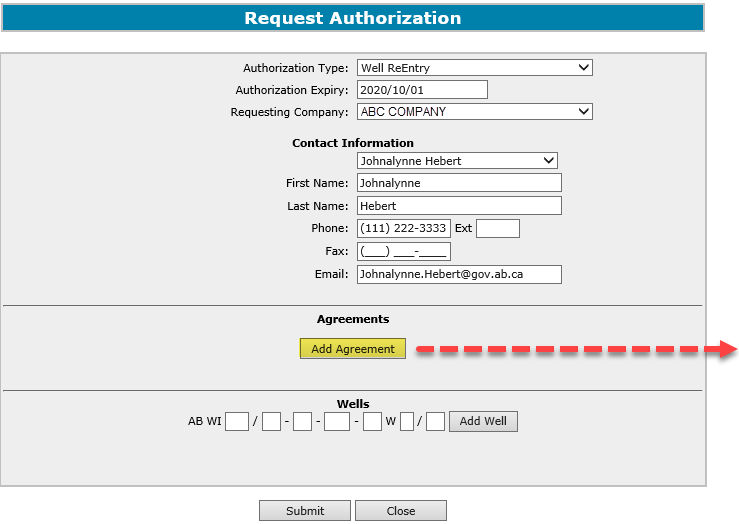 Request Authorization
Authorization Type: Well ReEntry
Authorization Expiry: 2020/10/01
Requesting Company: ABC COMPANY
Contact Information
Johnalynne Hebert
First Name: Johnalynne
Last Name: Hebert
Phone: (111) 222-3333 Ext
Fax: (___) ___-____
Email: Johnalynne.Hebert@gov.ab.ca
Agreements
Add Agreement
Wells
AB WI / - - - W / Add Well
Submit Close